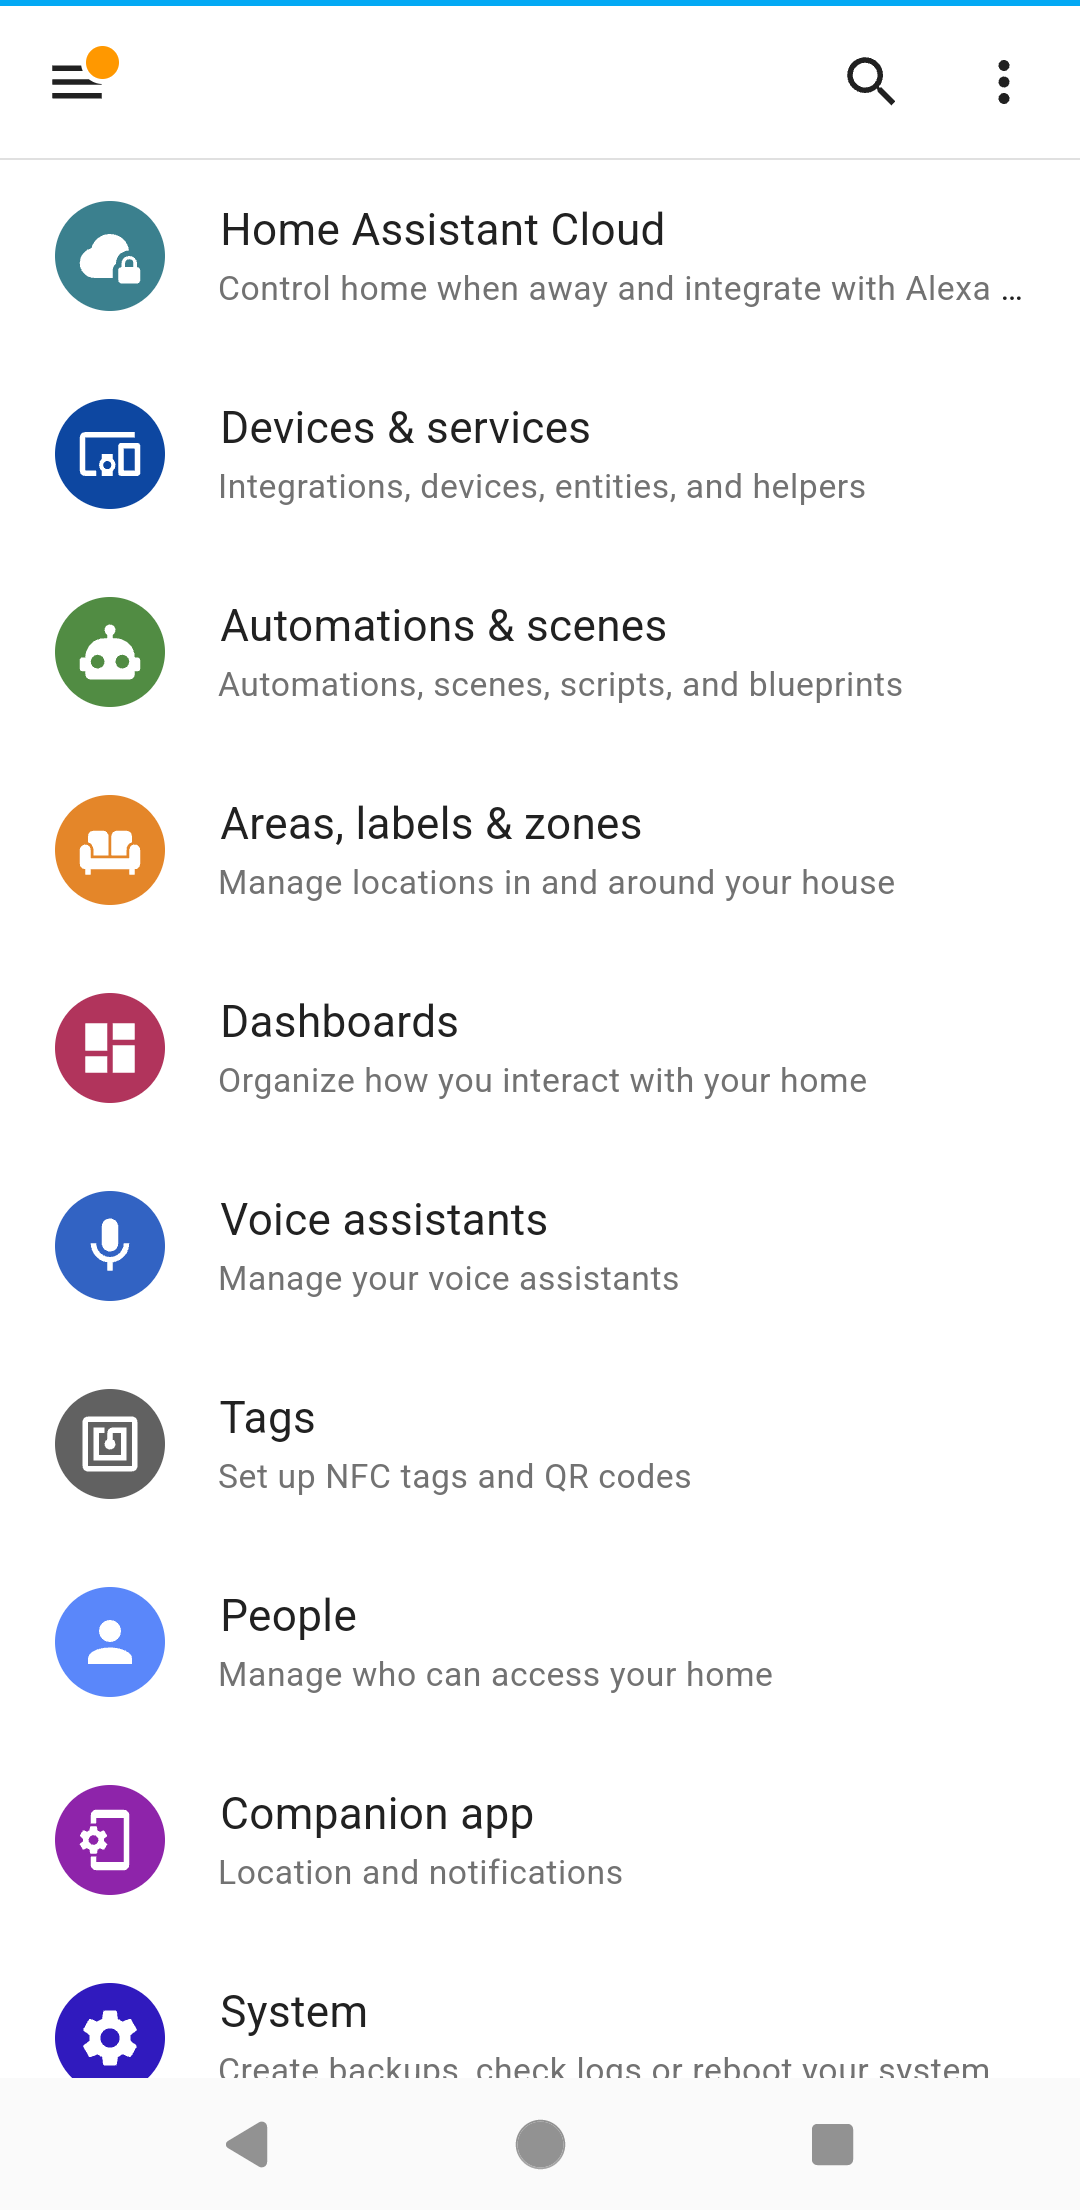 Home Assistant Cloud
Control home when away and integrate with Alexa …
Devices & services
Integrations, devices, entities, and helpers
Automations & scenes
Automations, scenes, scripts, and blueprints
Areas, labels & zones
Manage locations in and around your house
Dashboards
Organize how you interact with your home
Voice assistants
Manage your voice assistants
Tags
Set up NFC tags and QR codes
People
Manage who can access your home
Companion app
Location and notifications
System
Create backups, check logs or reboot your system